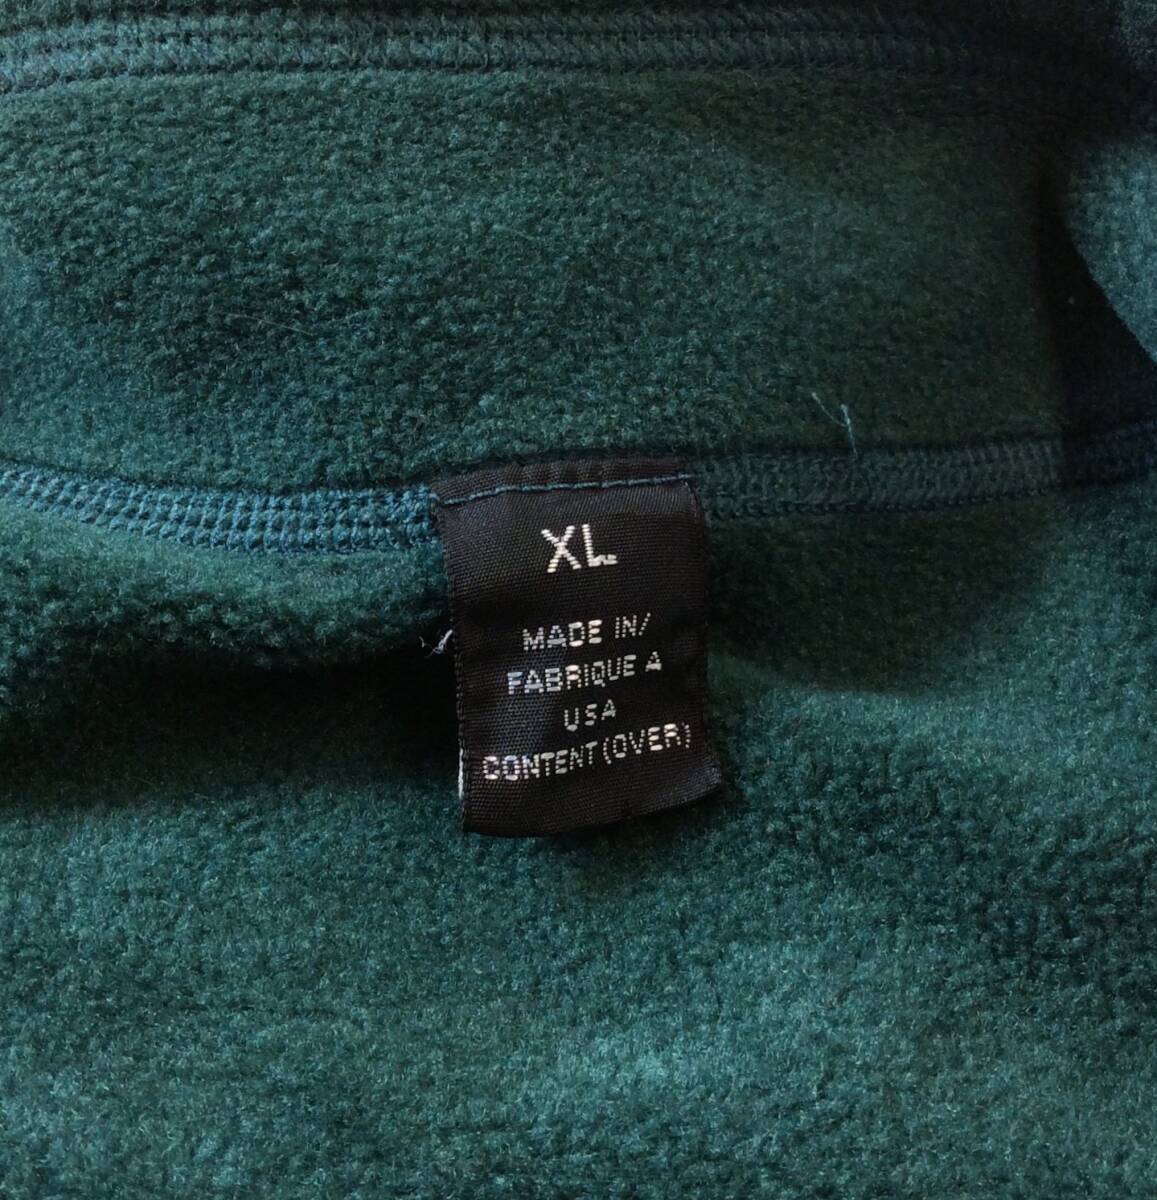 XL
MADE IN/
FABRIQUE A
USA
CONTENT (OVER)